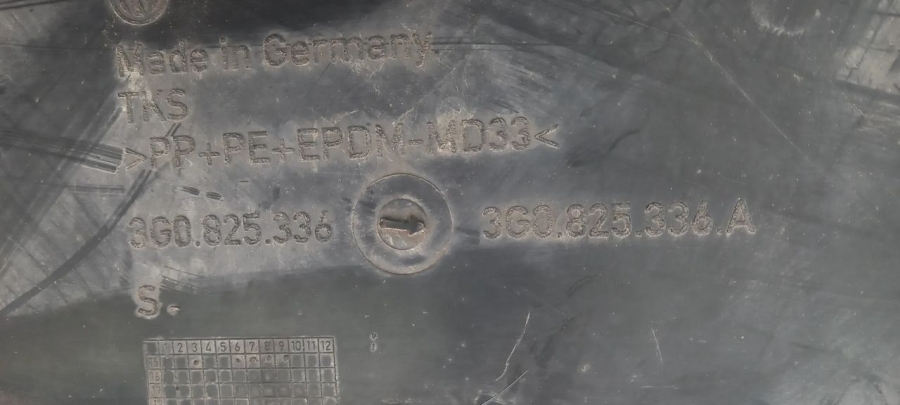 Made in Germany
TKS
>PP+PE+EPDM-MD33<
3G0.825.336 3G0.825.336.A
S.
1 2 3 4 5 6 7 8 9 10 11 12